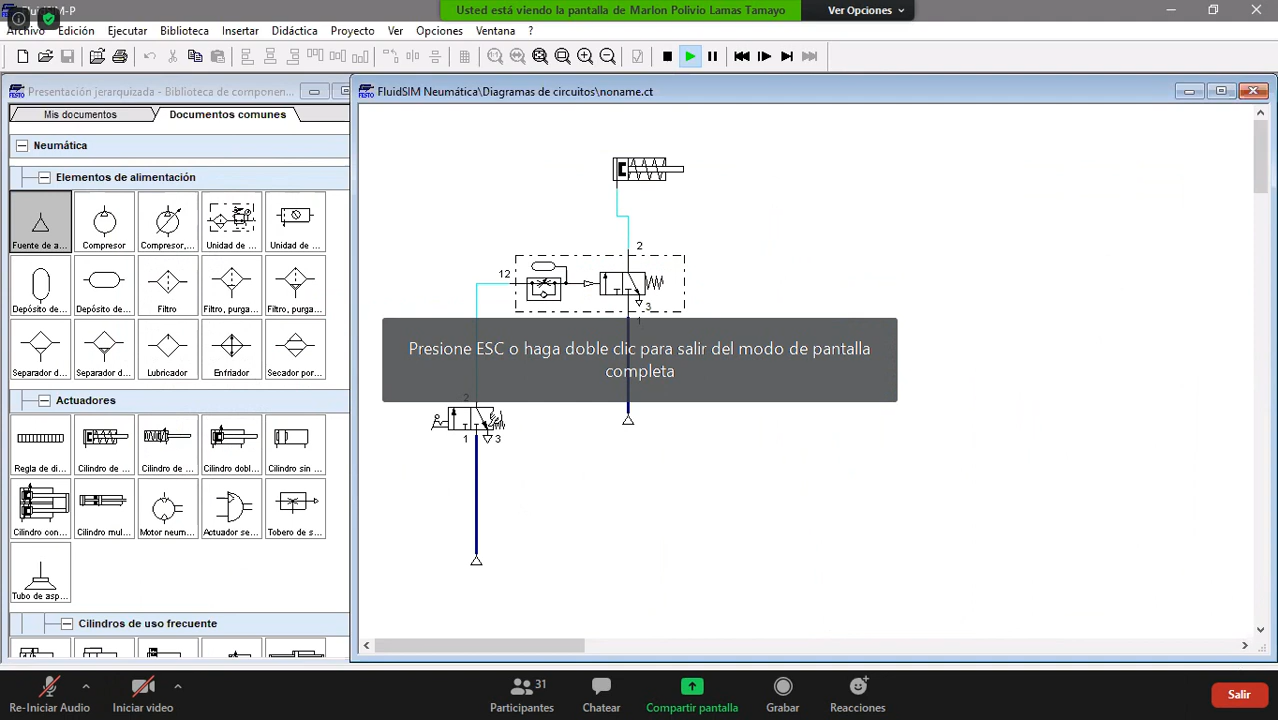 FluidSIM-P
Usted está viendo la pantalla de Marlon Polivio Lamas Tamayo
Ver Opciones
Archivo Edición Ejecutar Biblioteca Insertar Didáctica Proyecto Ver Opciones Ventana ?
Presentación jerarquizada - Biblioteca de component...
Mis documentos Documentos comunes
Neumática
Elementos de alimentación
Fuente de a... Compresor Compresor,... Unidad de ... Unidad de ...
Depósito de... Depósito de... Filtro Filtro, purga... Filtro, purga...
Separador d... Separador d... Lubricador Enfriador Secador por...
Actuadores
Regla de di... Cilindro de ... Cilindro de ... Cilindro dobl... Cilindro sin ...
Cilindro con... Cilindro mul... Motor neum... Actuador se... Tobero de s...
Tubo de asp...
Cilindros de uso frecuente
FESTO
FluidSIM Neumática\Diagramas de circuitos\noname.ct
2
12
3
1
Presione ESC o haga doble clic para salir del modo de pantalla
completa
2
1 3
Re-Iniciar Audio
Iniciar video
31
Participantes
Chatear
Compartir pantalla
Grabar
Reacciones
Salir